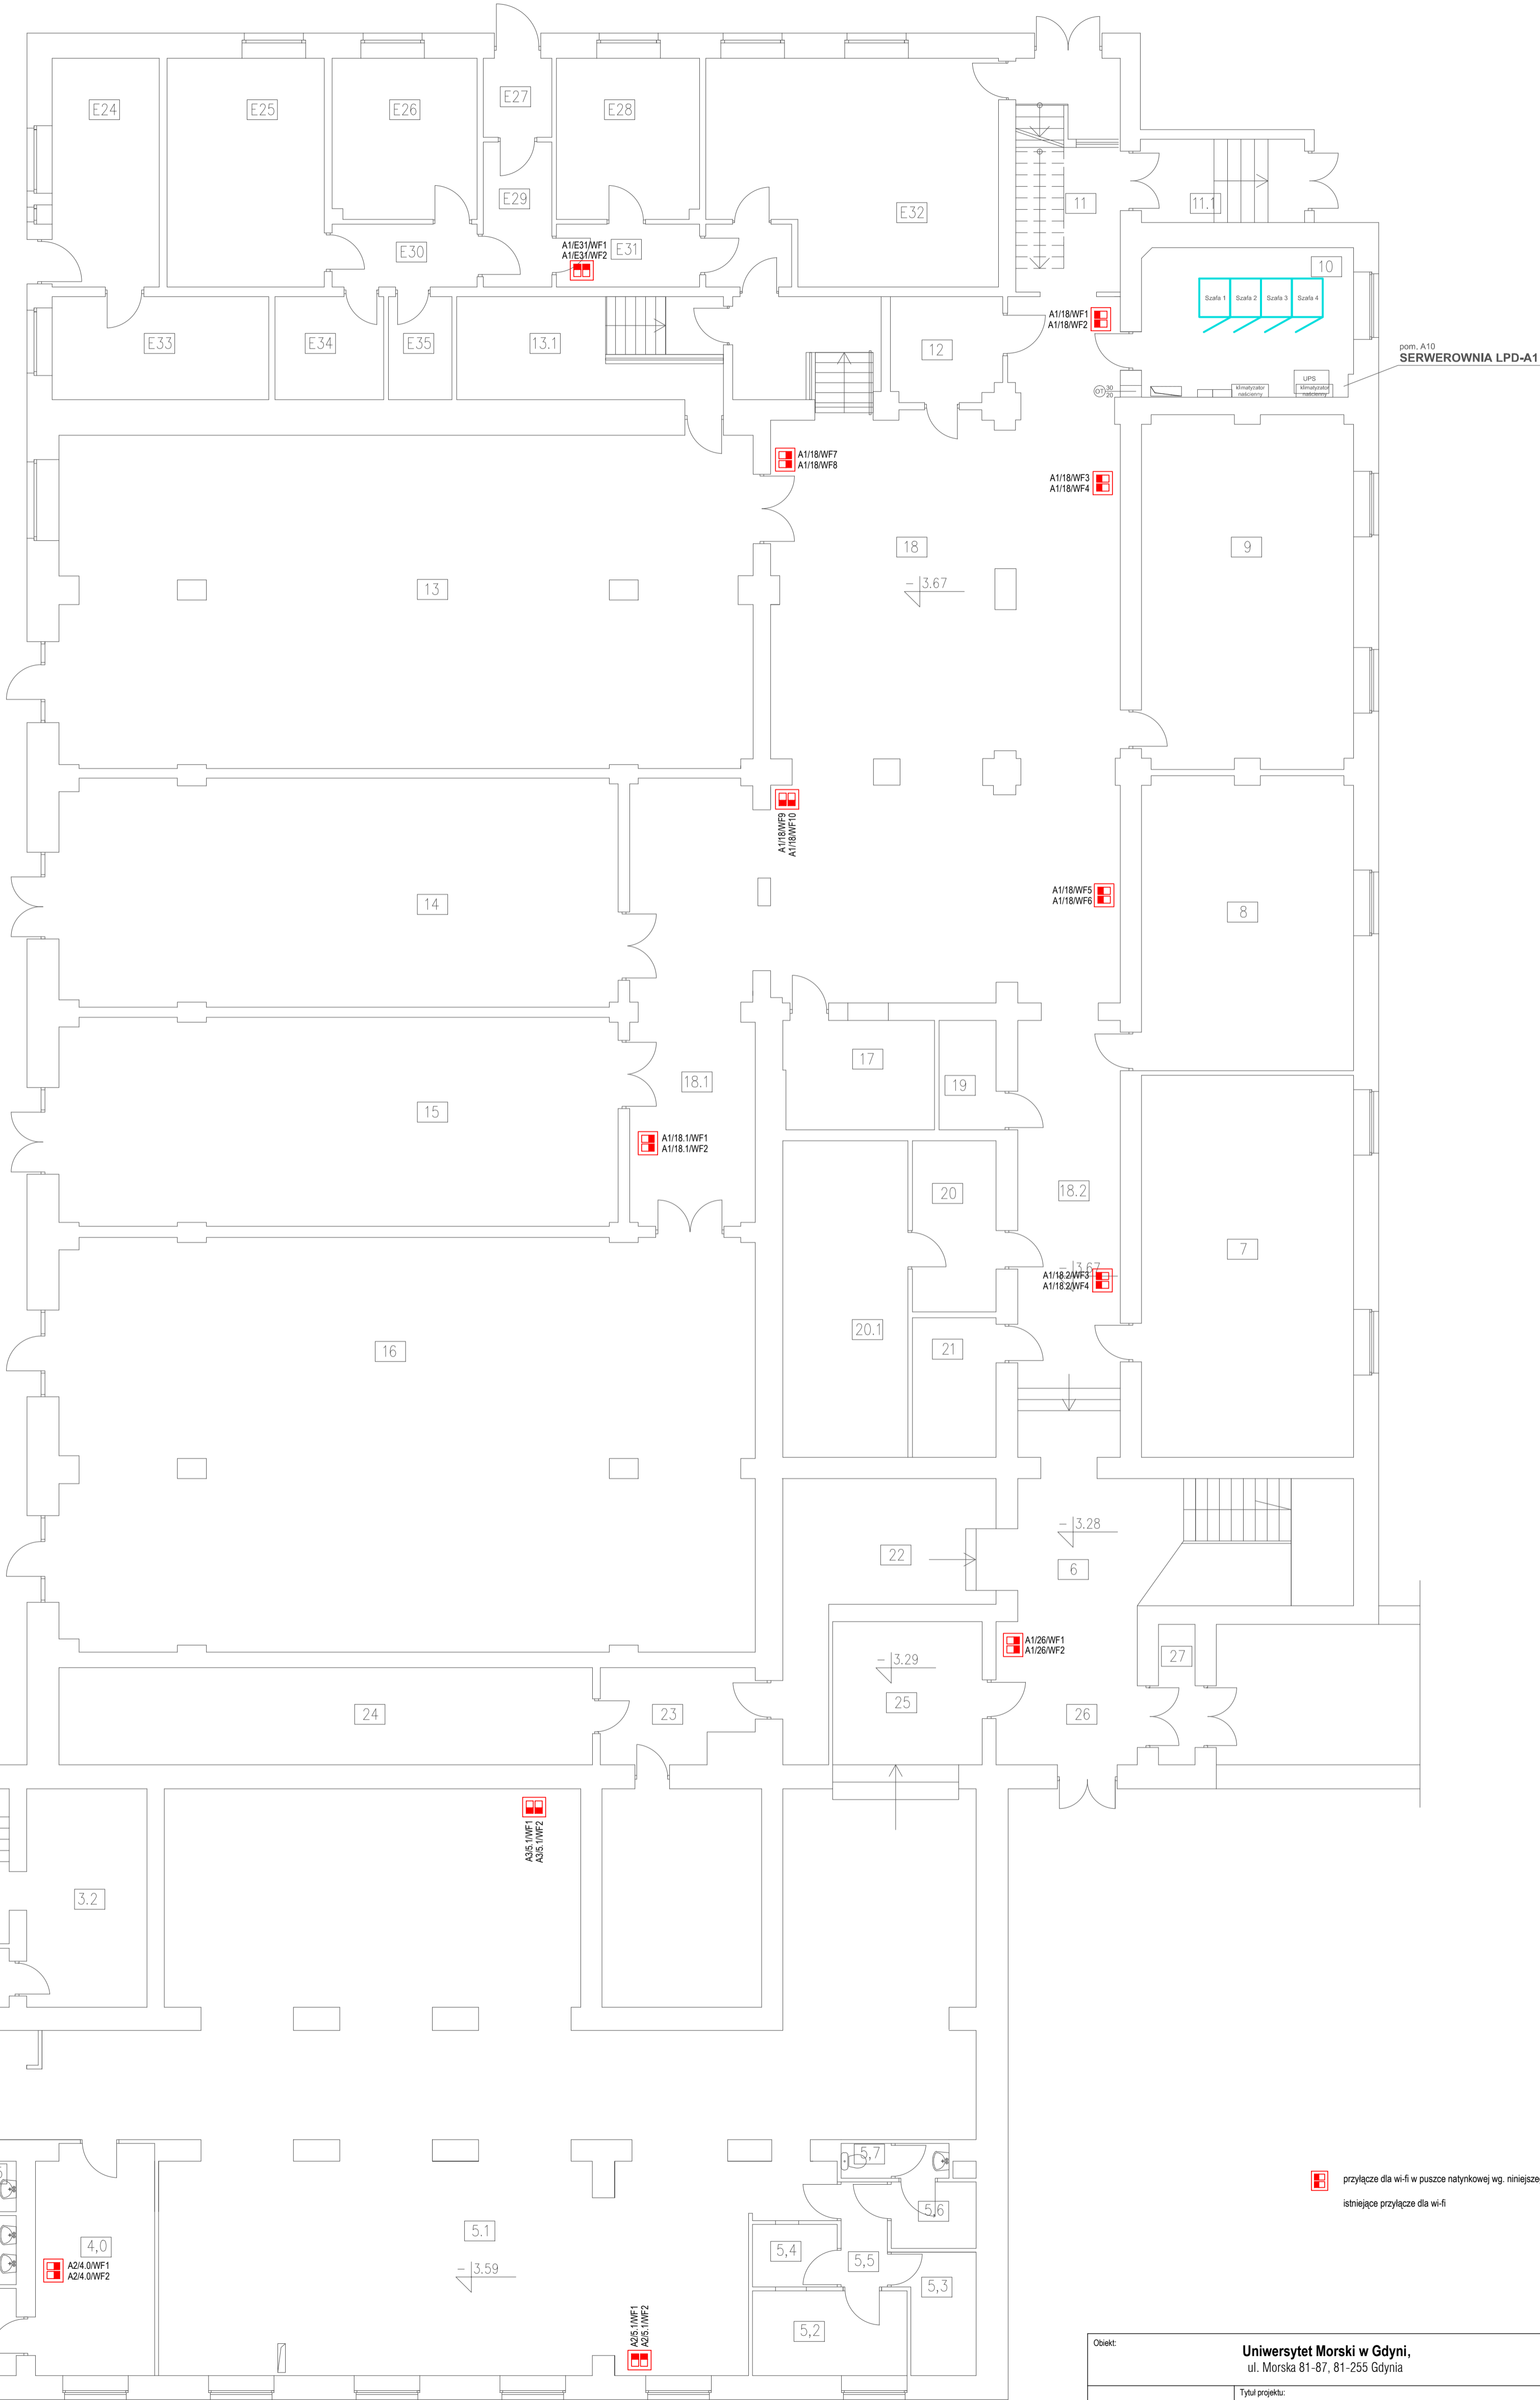 E24
E25
E26
E27
E28
E29
E30
A1/E31/WF1
A1/E31/WF2
E31
E32
11
11.1
10
Szafa 1
Szafa 2
Szafa 3
Szafa 4
UPS
klimatyzator
naścienny
klimatyzator
naścienny
pom. A10
SERWEROWNIA LPD-A1
OT
30
20
E33
E34
E35
13.1
12
A1/18/WF1
A1/18/WF2
A1/18/WF7
A1/18/WF8
A1/18/WF3
A1/18/WF4
18
- 3.67
9
13
A1/18/WF9
A1/18/WF10
14
A1/18/WF5
A1/18/WF6
8
17
19
18.1
15
A1/18.1/WF1
A1/18.1/WF2
20
18.2
- 3.67
A1/18.2/WF3
A1/18.2/WF4
7
20.1
21
16
22
- 3.28
6
A1/26/WF1
A1/26/WF2
27
- 3.29
25
24
23
26
A3/5.1/WF1
A3/5.1/WF2
3.2
5,7
5,6
5.1
- 3.59
4,0
A2/4.0/WF1
A2/4.0/WF2
5,4
5,5
5,3
5,2
A2/5.1/WF1
A2/5.1/WF2
przyłącze dla wi-fi w puszce natynkowej wg.
istniejące przyłącze dla wi-fi
Obiekt:
Uniwersytet Morski w Gdyni,
ul. Morska 81-87, 81-255 Gdynia
Tytuł projektu: